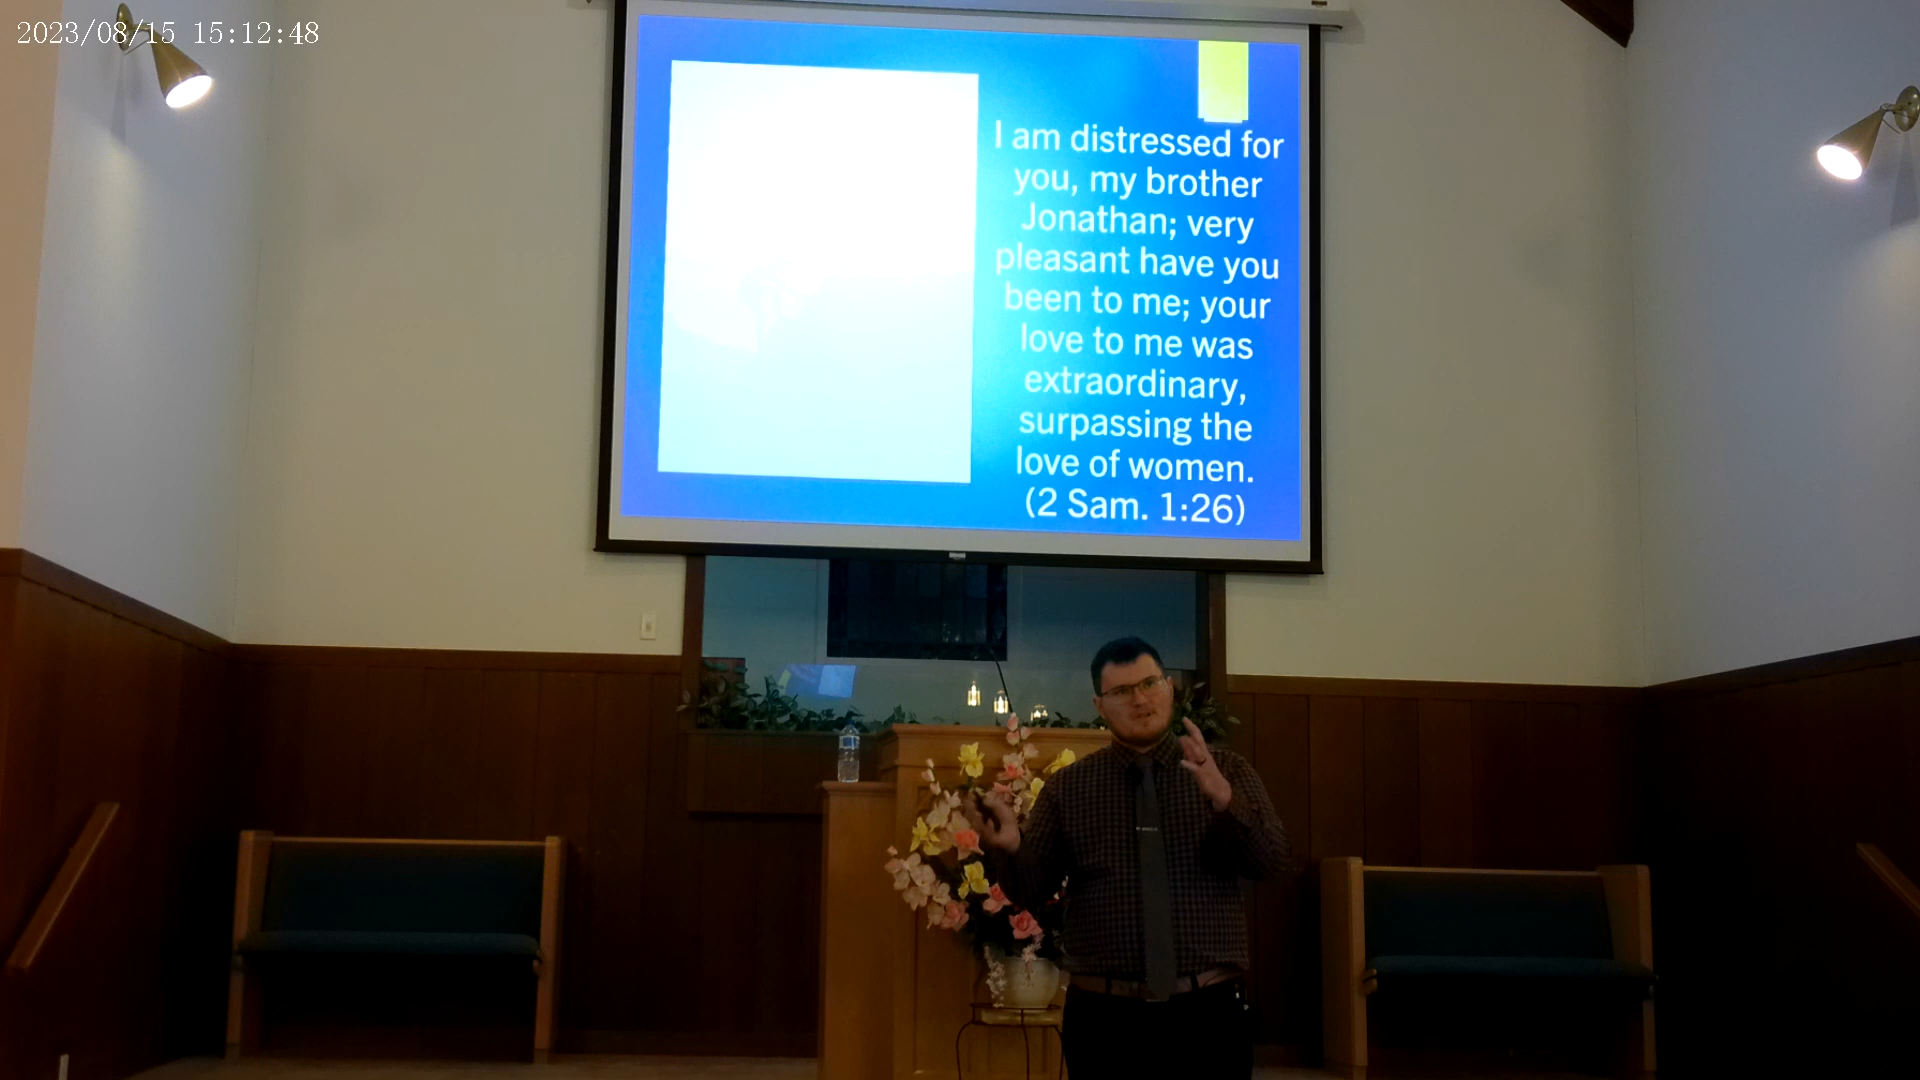 2023/08/15 15:12:48
I am distressed for
you, my brother
Jonathan; very
pleasant have you
been to me; your
love to me was
extraordinary,
surpassing the
love of women.
(2 Sam. 1:26)